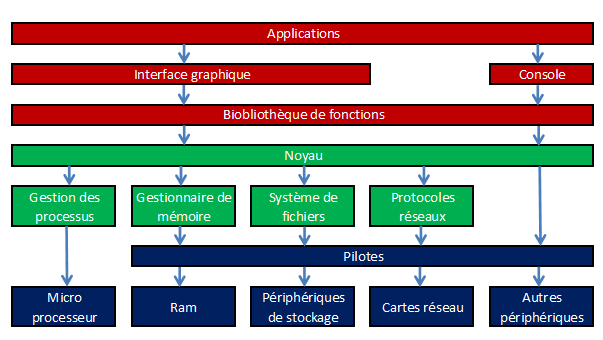 Applications
Interface graphique
Console
Biobliothèque de fonctions
Noyau
Gestion des
processus
Gestionnaire de
mémoire
Système de
fichiers
Protocoles
réseaux
Pilotes
Micro
processeur
Ram
Périphériques
de stockage
Cartes réseau
Autres
périphériques